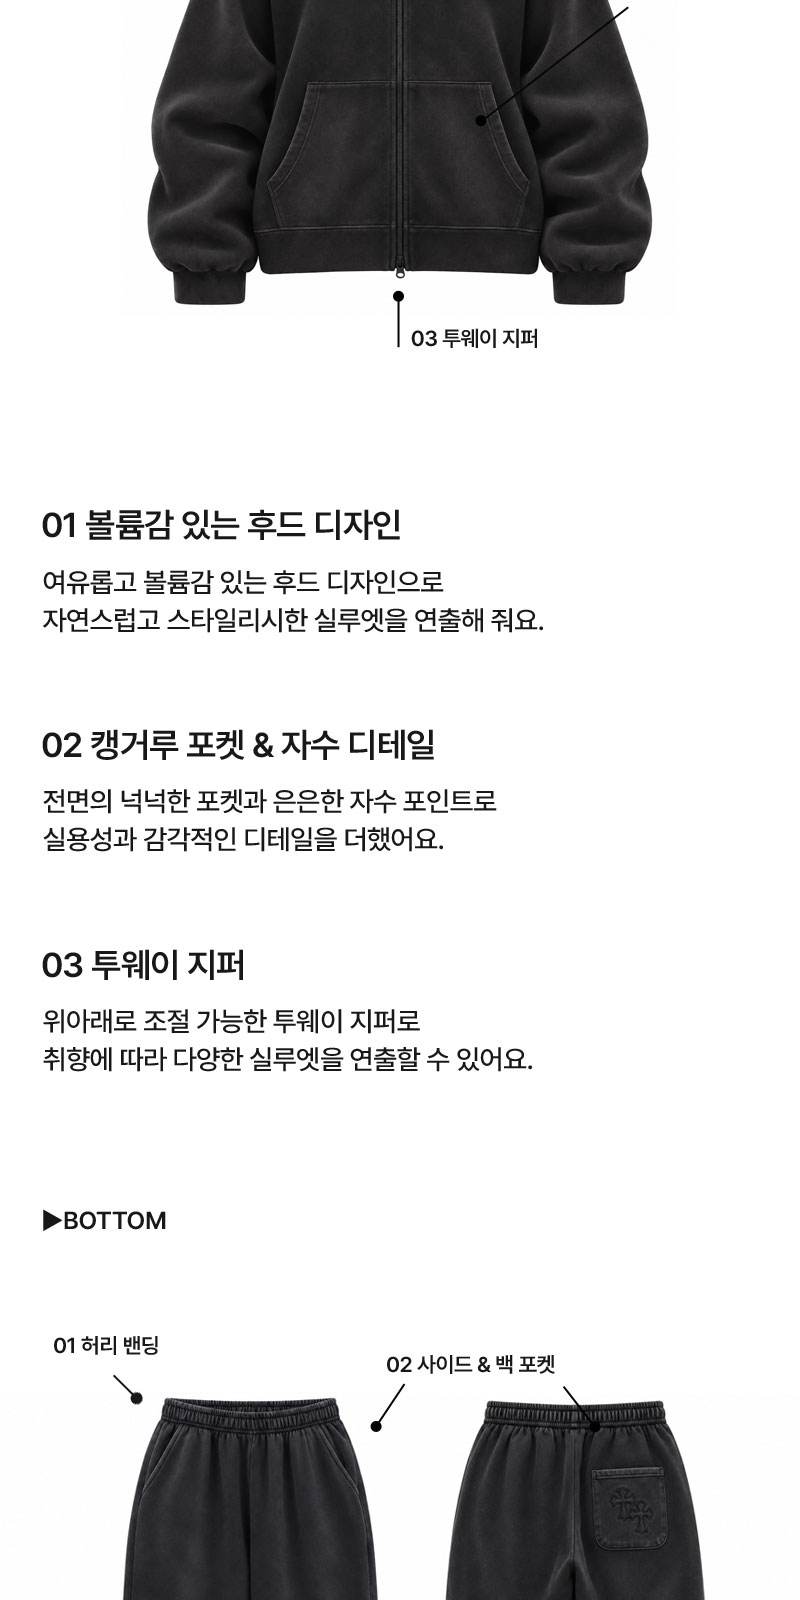 03 투웨이 지퍼
01 볼륨감 있는 후드 디자인
여유롭고 볼륨감 있는 후드 디자인으로
자연스럽고 스타일리시한 실루엣을 연출해 줘요.
02 캥거루 포켓 & 자수 디테일
전면의 넉넉한 포켓과 은은한 자수 포인트로
실용성과 감각적인 디테일을 더했어요.
03 투웨이 지퍼
위아래로 조절 가능한 투웨이 지퍼로
취향에 따라 다양한 실루엣을 연출할 수 있어요.
▶BOTTOM
01 허리 밴딩
02 사이드 & 백 포켓